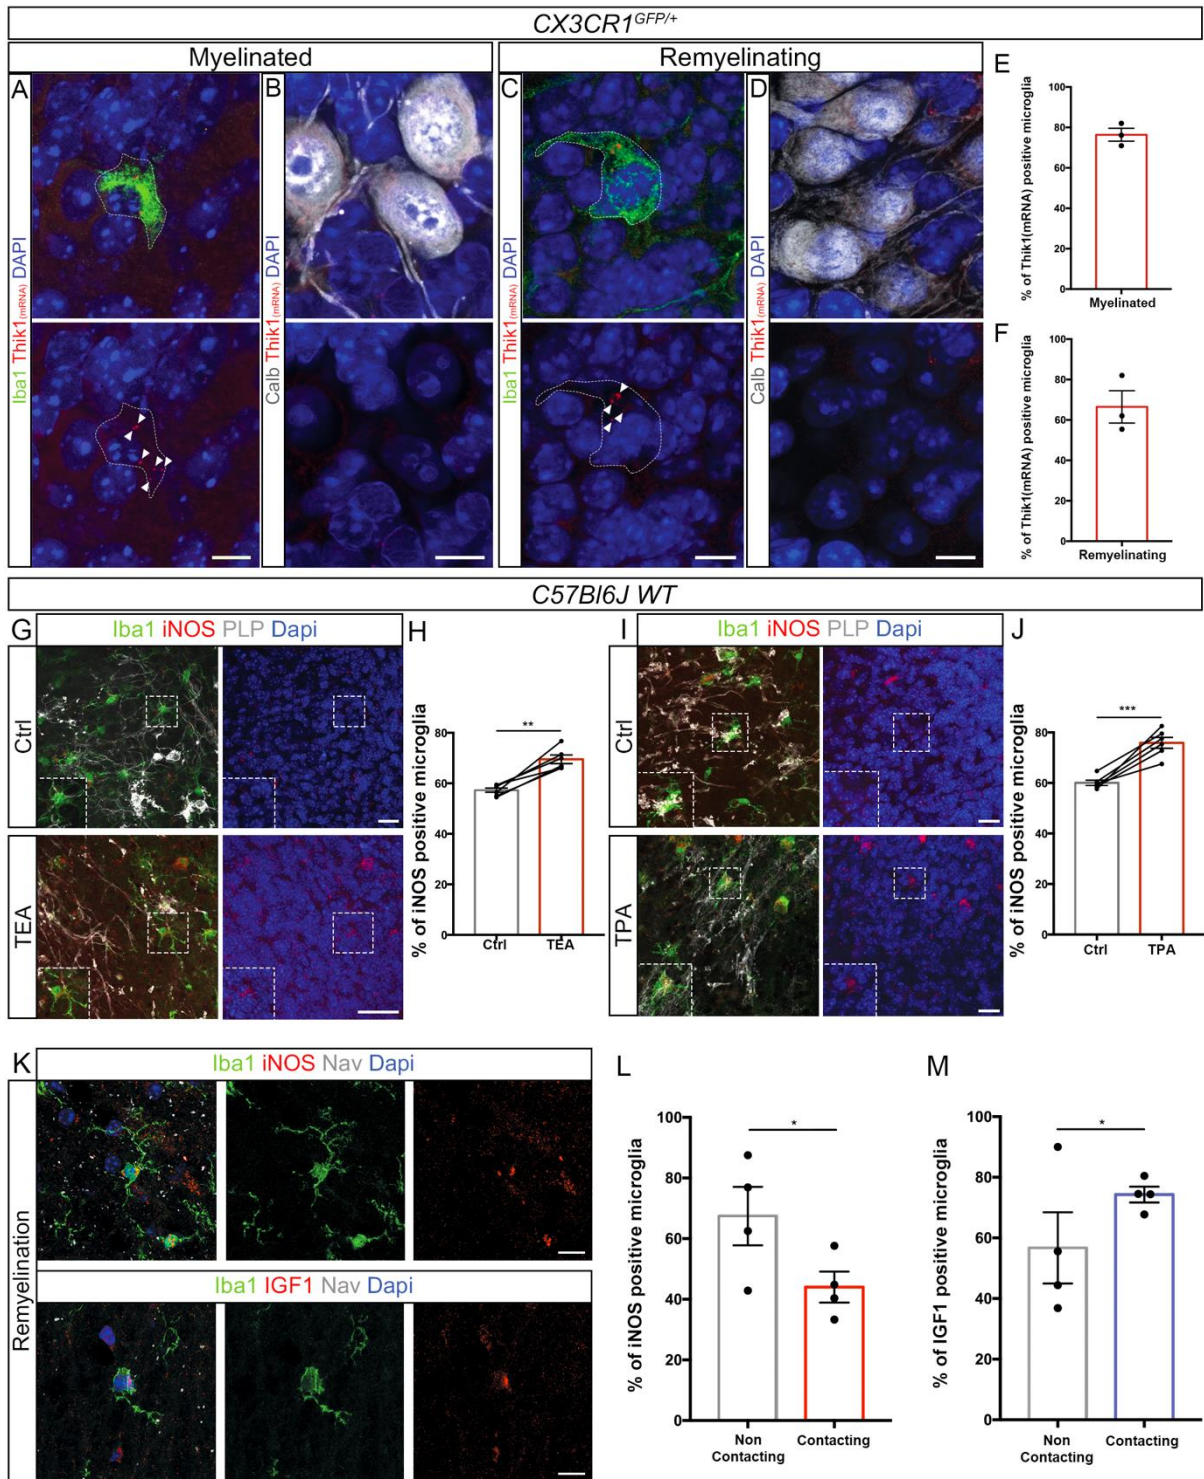 CX3CR1GFP/+
Myelinated
Remyelinating
A
B
C
D
Iba1 Thik1(mRNA) DAPI
Calb Thik1(mRNA) DAPI
Iba1 Thik1(mRNA) DAPI
Calb Thik1(mRNA) DAPI
E
% of Thik1(mRNA) positive microglia
100
80
60
40
20
0
Myelinated
F
% of Thik1(mRNA) positive microglia
100
80
60
40
20
0
Remyelinating
C57Bl6J WT
G
Iba1 iNOS PLP Dapi
Ctrl
TEA
H
% of iNOS positive microglia
80
60
40
20
0
**
Ctrl
TEA
I
Iba1 iNOS PLP Dapi
Ctrl
TPA
J
% of iNOS positive microglia
80
60
40
20
0
***
Ctrl
TPA
K
Remyelination
Iba1 iNOS Nav Dapi
Iba1 IGF1 Nav Dapi
L
% of iNOS positive microglia
100
80
60
40
20
0
*
Non
Contacting
Contacting
M
% of IGF1 positive microglia
100
80
60
40
20
0
*
Non
Contacting
Contacting